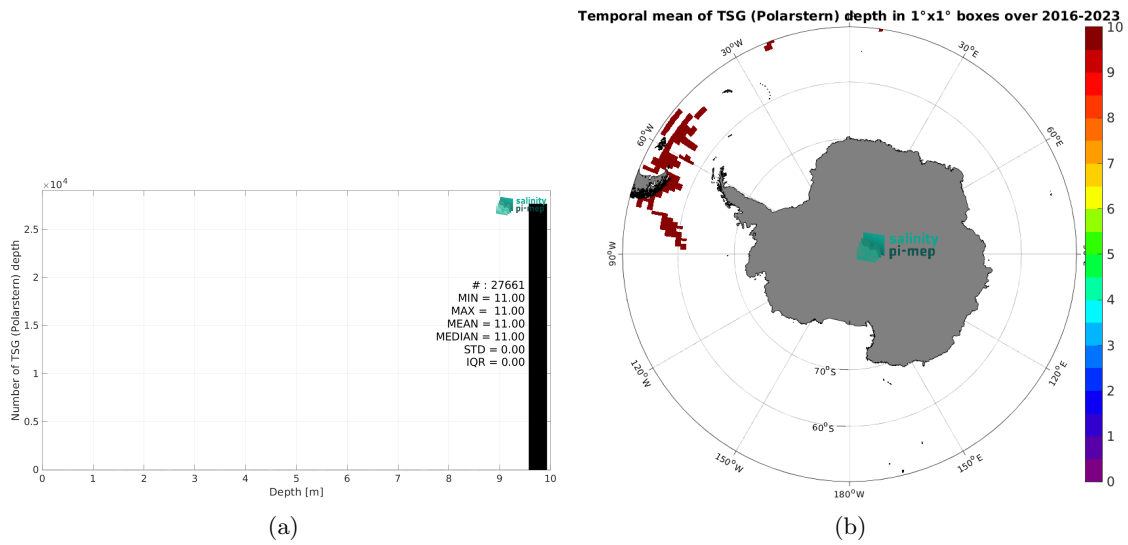 ×10⁴
2.5
2
1.5
1
0.5
0
Number of TSG (Polarstern) depth
salinity
pi-mep
# : 27661
MIN = 11.00
MAX = 11.00
MEAN = 11.00
MEDIAN = 11.00
STD = 0.00
IQR = 0.00
0 1 2 3 4 5 6 7 8 9 10
Depth [m]
(a)
Temporal mean of TSG (Polarstern) depth in 1°x1° boxes over 2016-2023
30°W
30°E
60°W
60°E
90°W
120°W
120°E
150°W
150°E
180°W
70°S
60°S
salinity
pi-mep
10
9
8
7
6
5
4
3
2
1
0
(b)